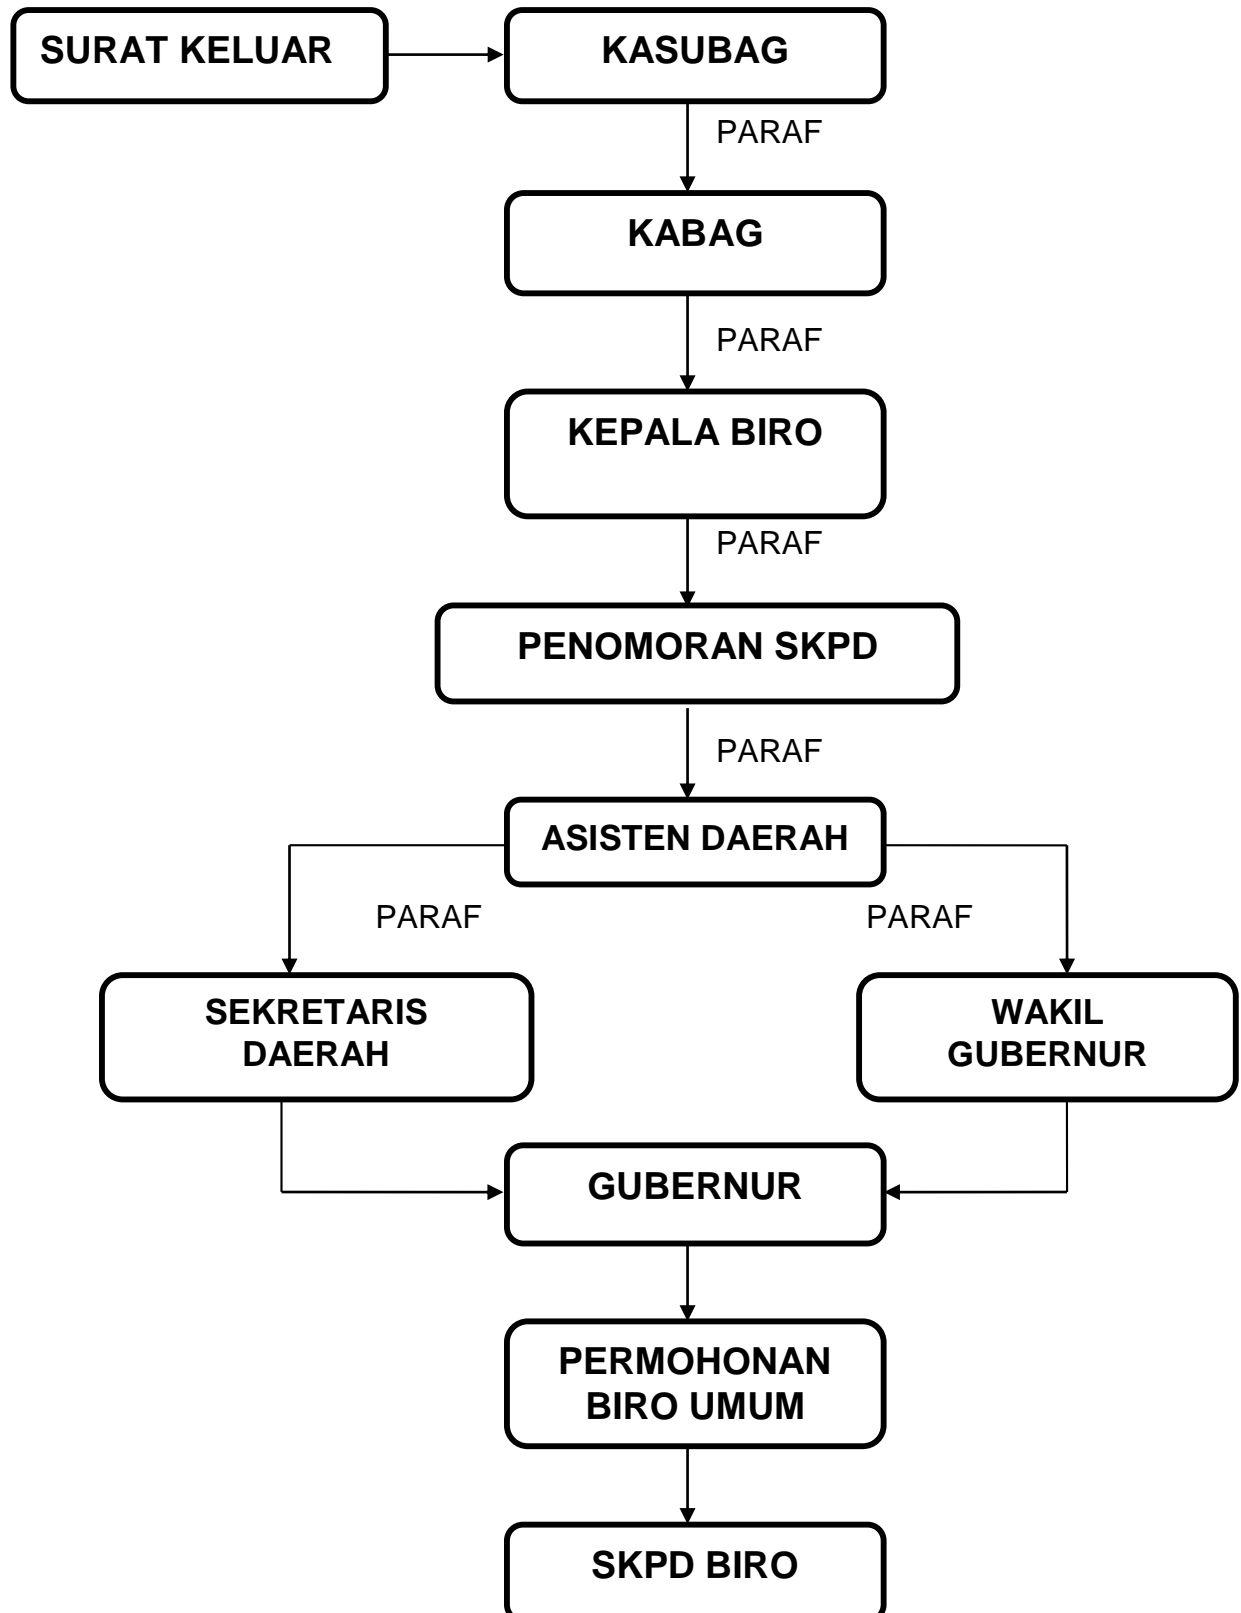 SURAT KELUAR
KASUBAG
PARAF
KABAG
PARAF
KEPALA BIRO
PARAF
PENOMORAN SKPD
PARAF
ASISTEN DAERAH
PARAF
PARAF
SEKRETARIS
DAERAH
WAKIL
GUBERNUR
GUBERNUR
PERMOHONAN
BIRO UMUM
SKPD BIRO